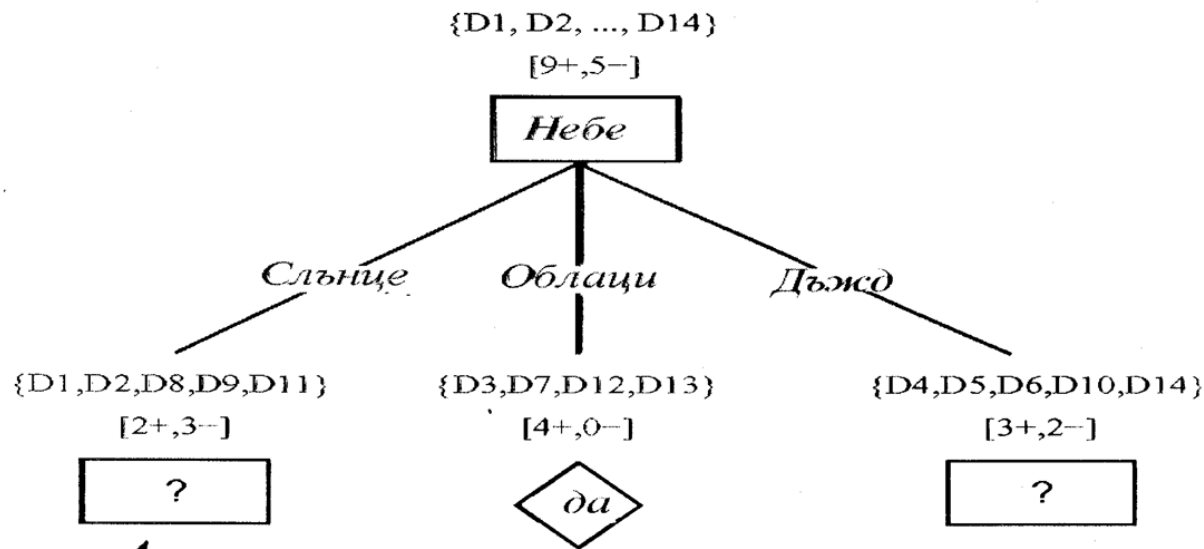 {D1, D2, ..., D14}
[9+,5−]
Небе
Слънце Облаци Дъжд
{D1,D2,D8,D9,D11} {D3,D7,D12,D13} {D4,D5,D6,D10,D14}
[2+,3−] [4+,0−] [3+,2−]
? да ?